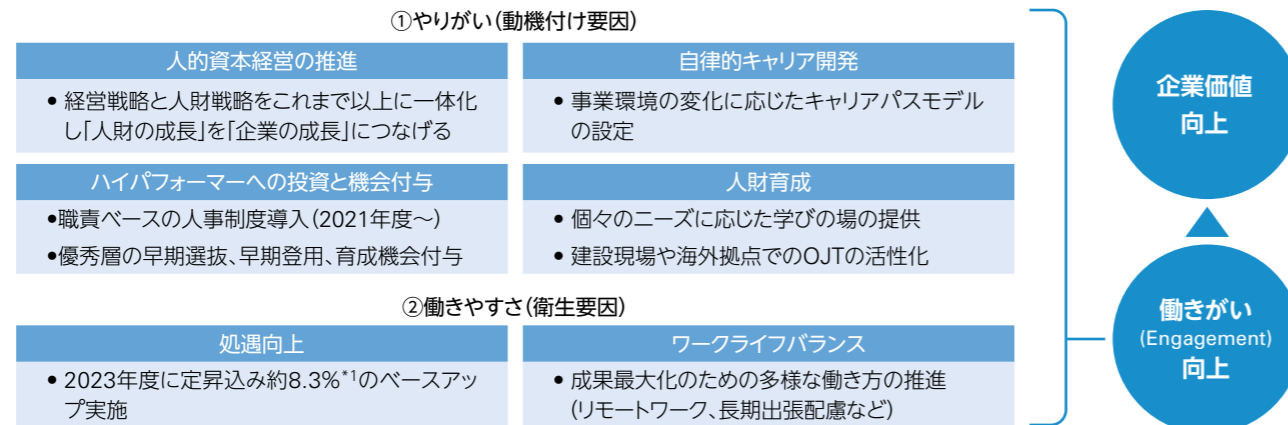 ①やりがい(動機付け要因)
人的資本経営の推進
• 経営戦略と人財戦略をこれまで以上に一体化
し「人財の成長」を「企業の成長」につなげる
自律的キャリア開発
• 事業環境の変化に応じたキャリアパスモデル
の設定
ハイパフォーマーへの投資と機会付与
•職責ベースの人事制度導入(2021年度～)
•優秀層の早期選抜、早期登用、育成機会付与
人財育成
• 個々のニーズに応じた学びの場の提供
• 建設現場や海外拠点でのOJTの活性化
②働きやすさ(衛生要因)
処遇向上
• 2023年度に定昇込み約8.3%*1のベースアッ
プ実施
ワークライフバランス
• 成果最大化のための多様な働き方の推進
(リモートワーク、長期出張配慮など)
企業価値
向上
働きがい
(Engagement)
向上